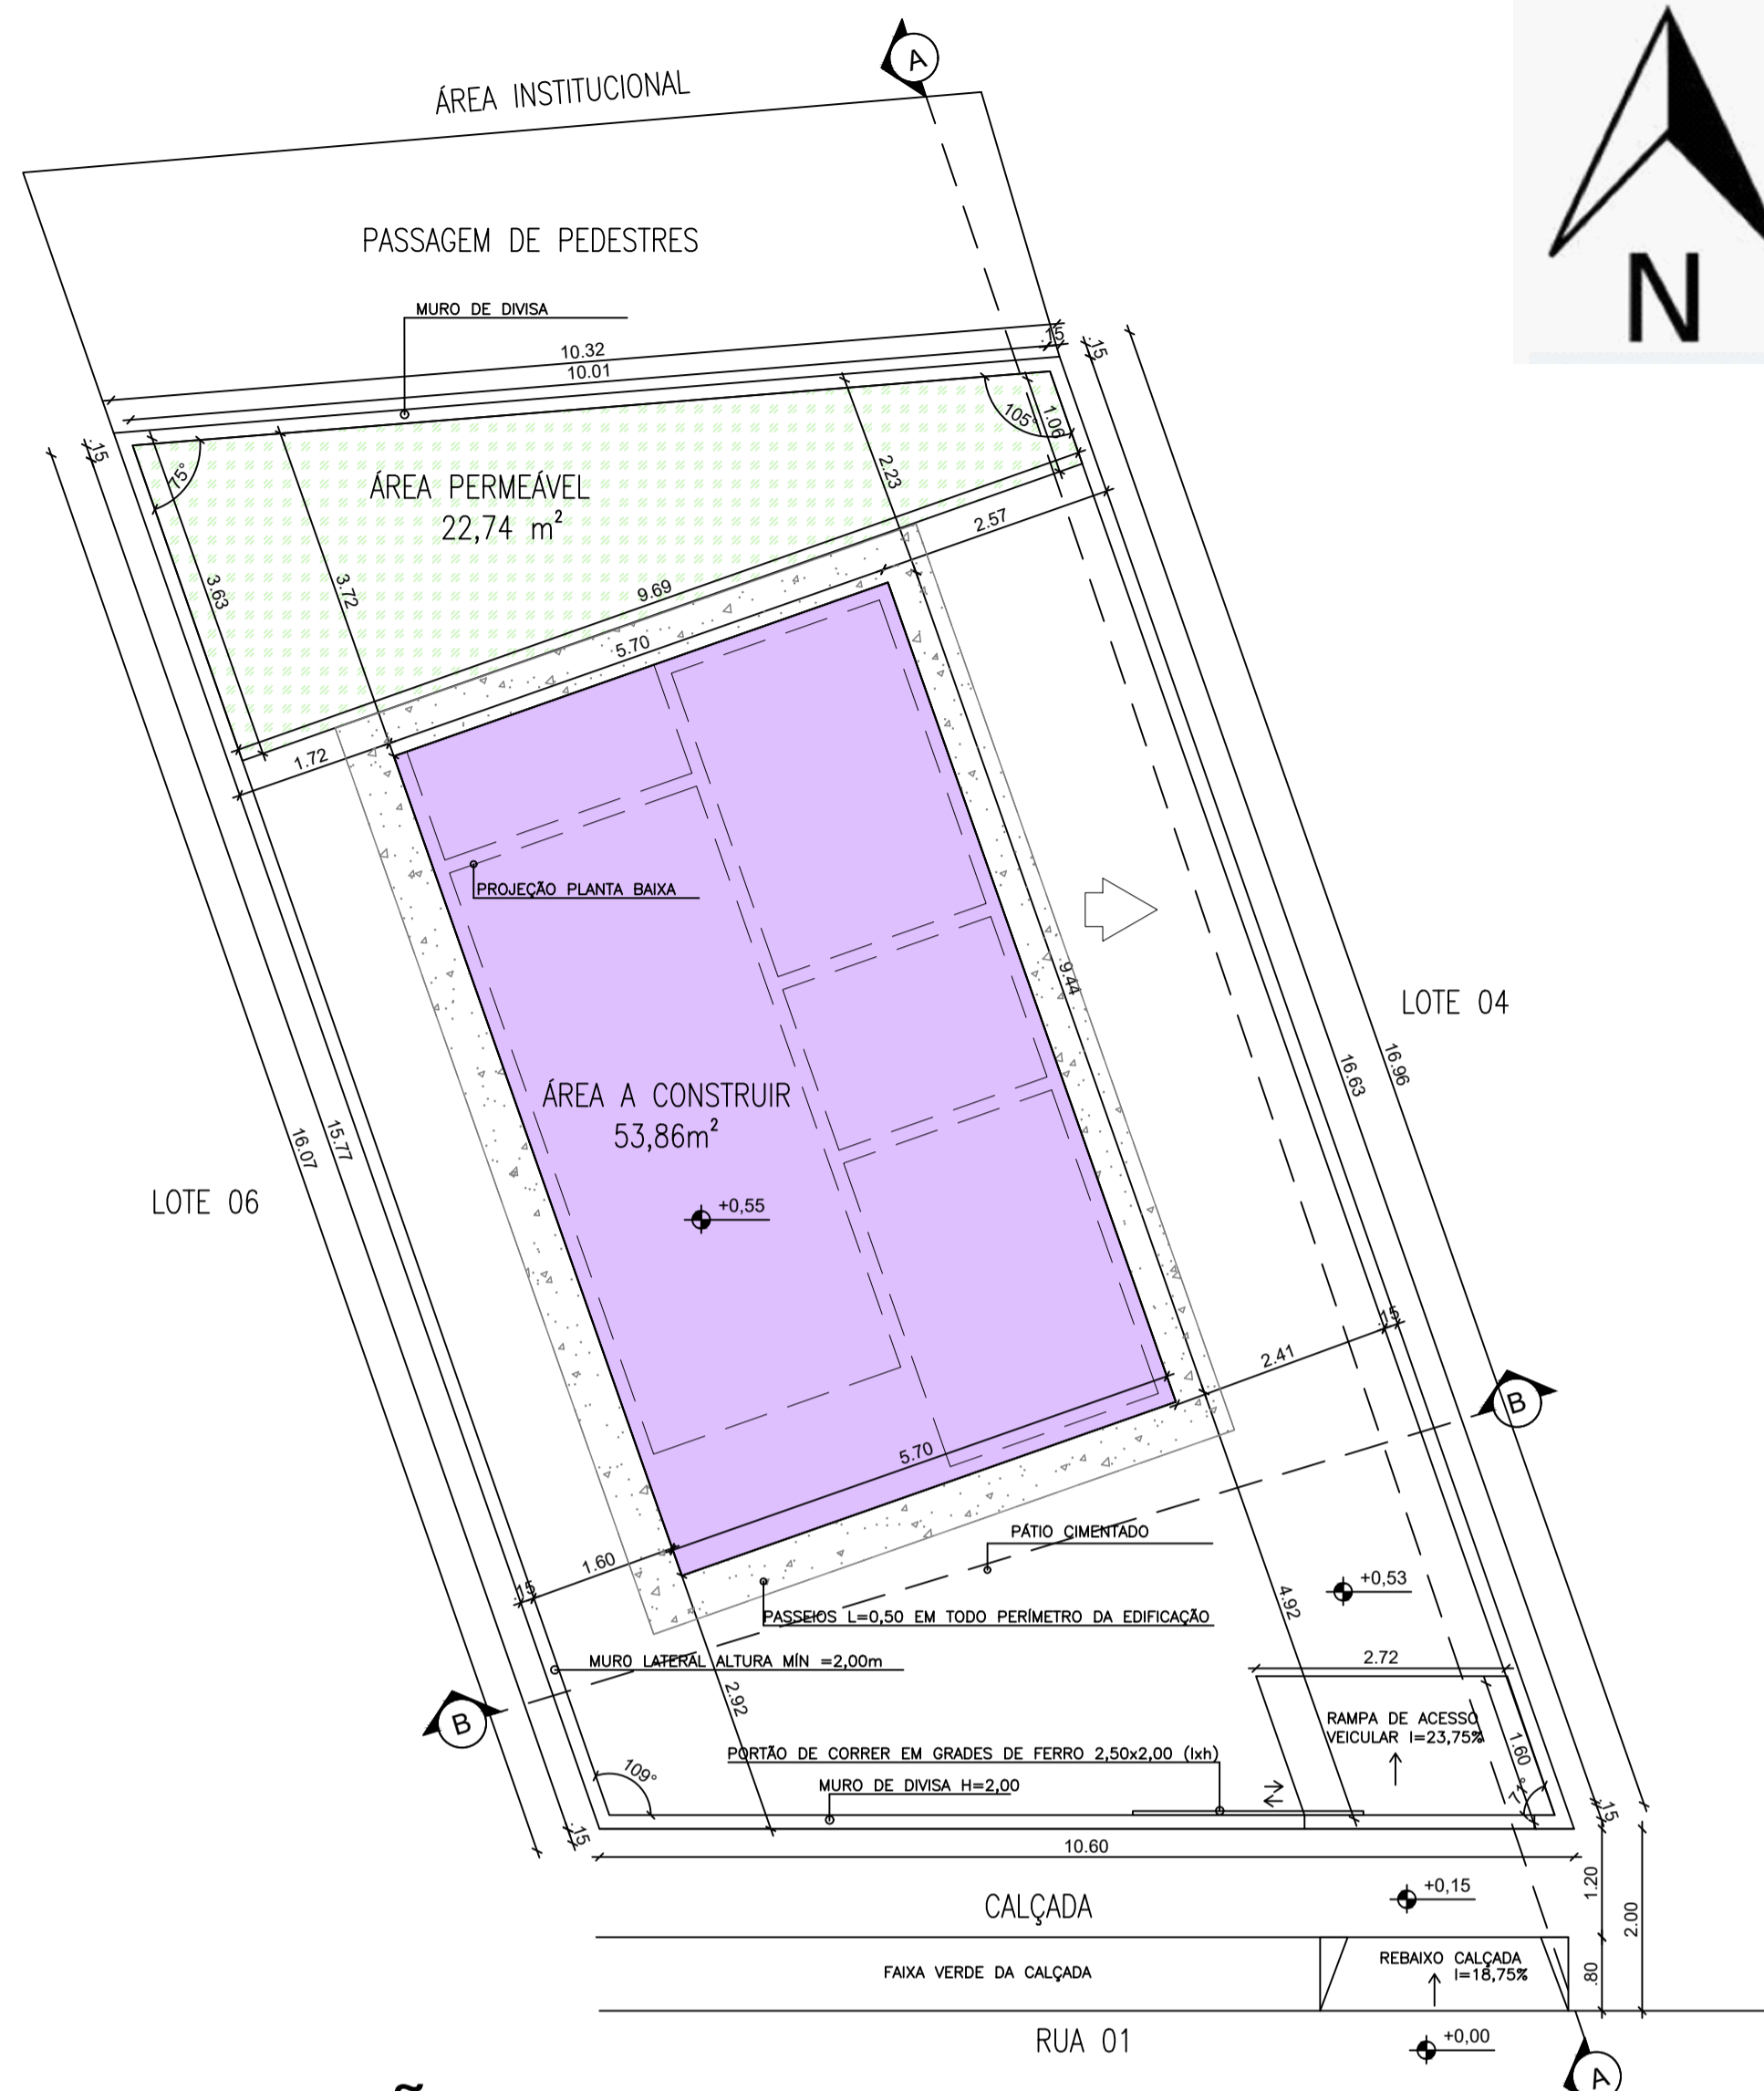 A
ÁREA INSTITUCIONAL
N
PASSAGEM DE PEDESTRES
MURO DE DIVISA
10.32
.15
.15
10.01
105°
1.06
.15
75°
2.23
ÁREA PERMEÁVEL
22,74 m²
2.57
3.63
3.72
9.69
5.70
1.72
PROJEÇÃO PLANTA BAIXA
9.44
LOTE 04
16.63
16.96
ÁREA A CONSTRUIR
53,86m²
16.07
15.77
LOTE 06
+0,55
.15
2.41
B
5.70
PÁTIO CIMENTADO
1.60
.15
+0,53
4.92
PASSEIOS L=0,50 EM TODO PERÍMETRO DA EDIFICAÇÃO
MURO LATERAL ALTURA MÍN =2,00m
2.72
2.92
B
RAMPA DE ACESSO
VEICULAR I=23,75%
1.60
PORTÃO DE CORRER EM GRADES DE FERRO 2,50x2,00 (lxh)
109°
MURO DE DIVISA H=2,00
71°
.15
.15
10.60
1.20
+0,15
CALÇADA
2.00
REBAIXO CALÇADA
I=18,75%
FAIXA VERDE DA CALÇADA
.80
RUA 01
+0,00
A